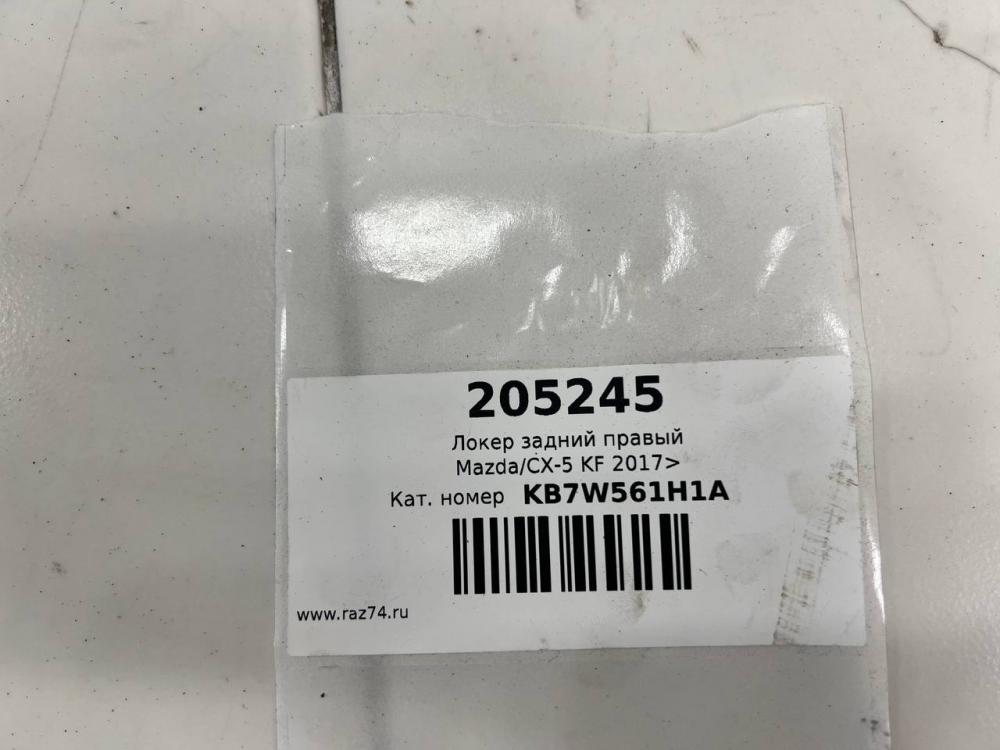 205245
Локер задний правый
Mazda/CX-5 KF 2017>
Кат. номер KB7W561H1A
www.raz74.ru